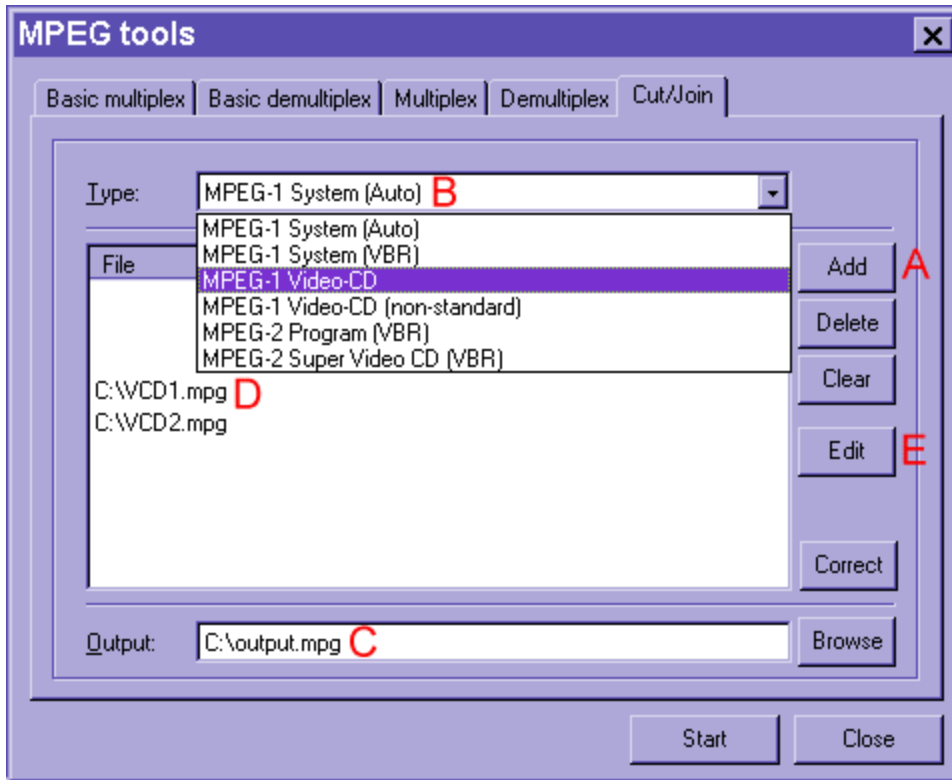 MPEG tools
Basic multiplex Basic demultiplex Multiplex Demultiplex Cut/Join
Type: MPEG-1 System (Auto) B
MPEG-1 System (Auto)
MPEG-1 System (VBR)
MPEG-1 Video-CD
MPEG-1 Video-CD (non-standard)
MPEG-2 Program (VBR)
MPEG-2 Super Video CD (VBR)
File
Add A
Delete
Clear
C:\VCD1.mpg D
C:\VCD2.mpg
Edit E
Correct
Output: C:\output.mpg C Browse
Start Close